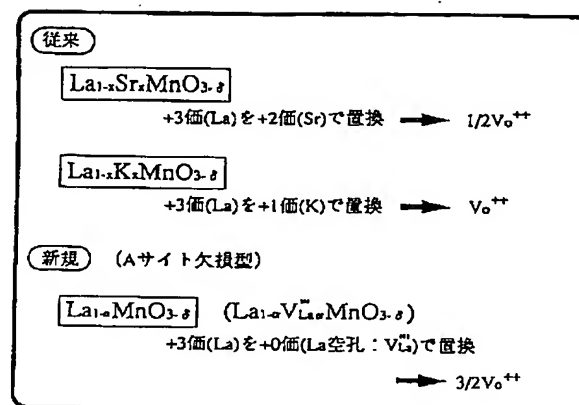 従来
La1-xSrxMnO3-δ
+3価(La)を+2価(Sr)で置換 → 1/2Vo++
La1-xKxMnO3-δ
+3価(La)を+1価(K)で置換 → Vo++
新規 (Aサイト欠損型)
La1-αMnO3-δ (La1-αV'''LaαMnO3-δ)
+3価(La)を+0価(La空孔:V'''La)で置換
→ 3/2Vo++